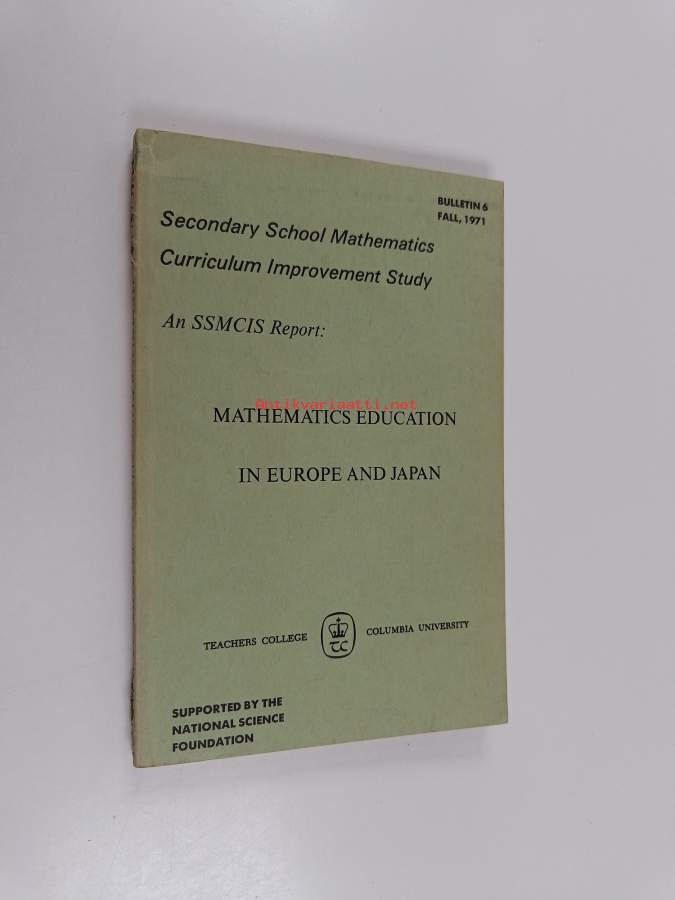 BULLETIN 6
FALL, 1971
Secondary School Mathematics
Curriculum Improvement Study
An SSMCIS Report:
Antikvariaatti.net
MATHEMATICS EDUCATION
IN EUROPE AND JAPAN
TEACHERS COLLEGE TC COLUMBIA UNIVERSITY
SUPPORTED BY THE
NATIONAL SCIENCE
FOUNDATION